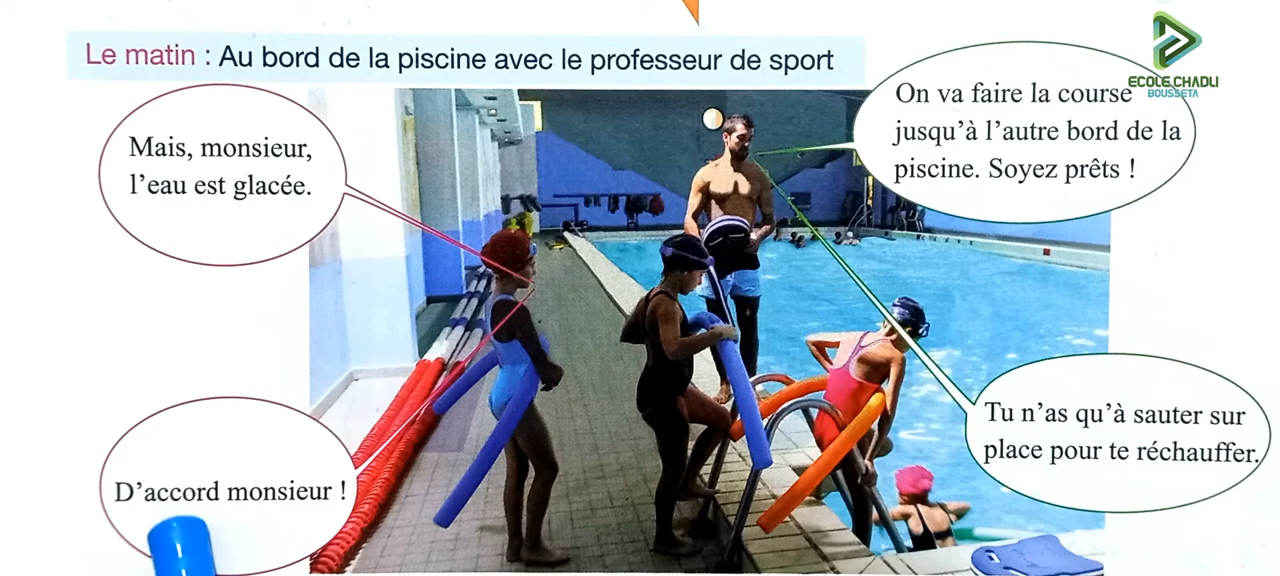 Le matin : Au bord de la piscine avec le professeur de sport
ECOLE CHADLI
BOUSSETA
On va faire la course
jusqu'à l'autre bord de la
piscine. Soyez prêts !
Mais, monsieur,
l'eau est glacée.
Tu n'as qu'à sauter sur
place pour te réchauffer.
D'accord monsieur !